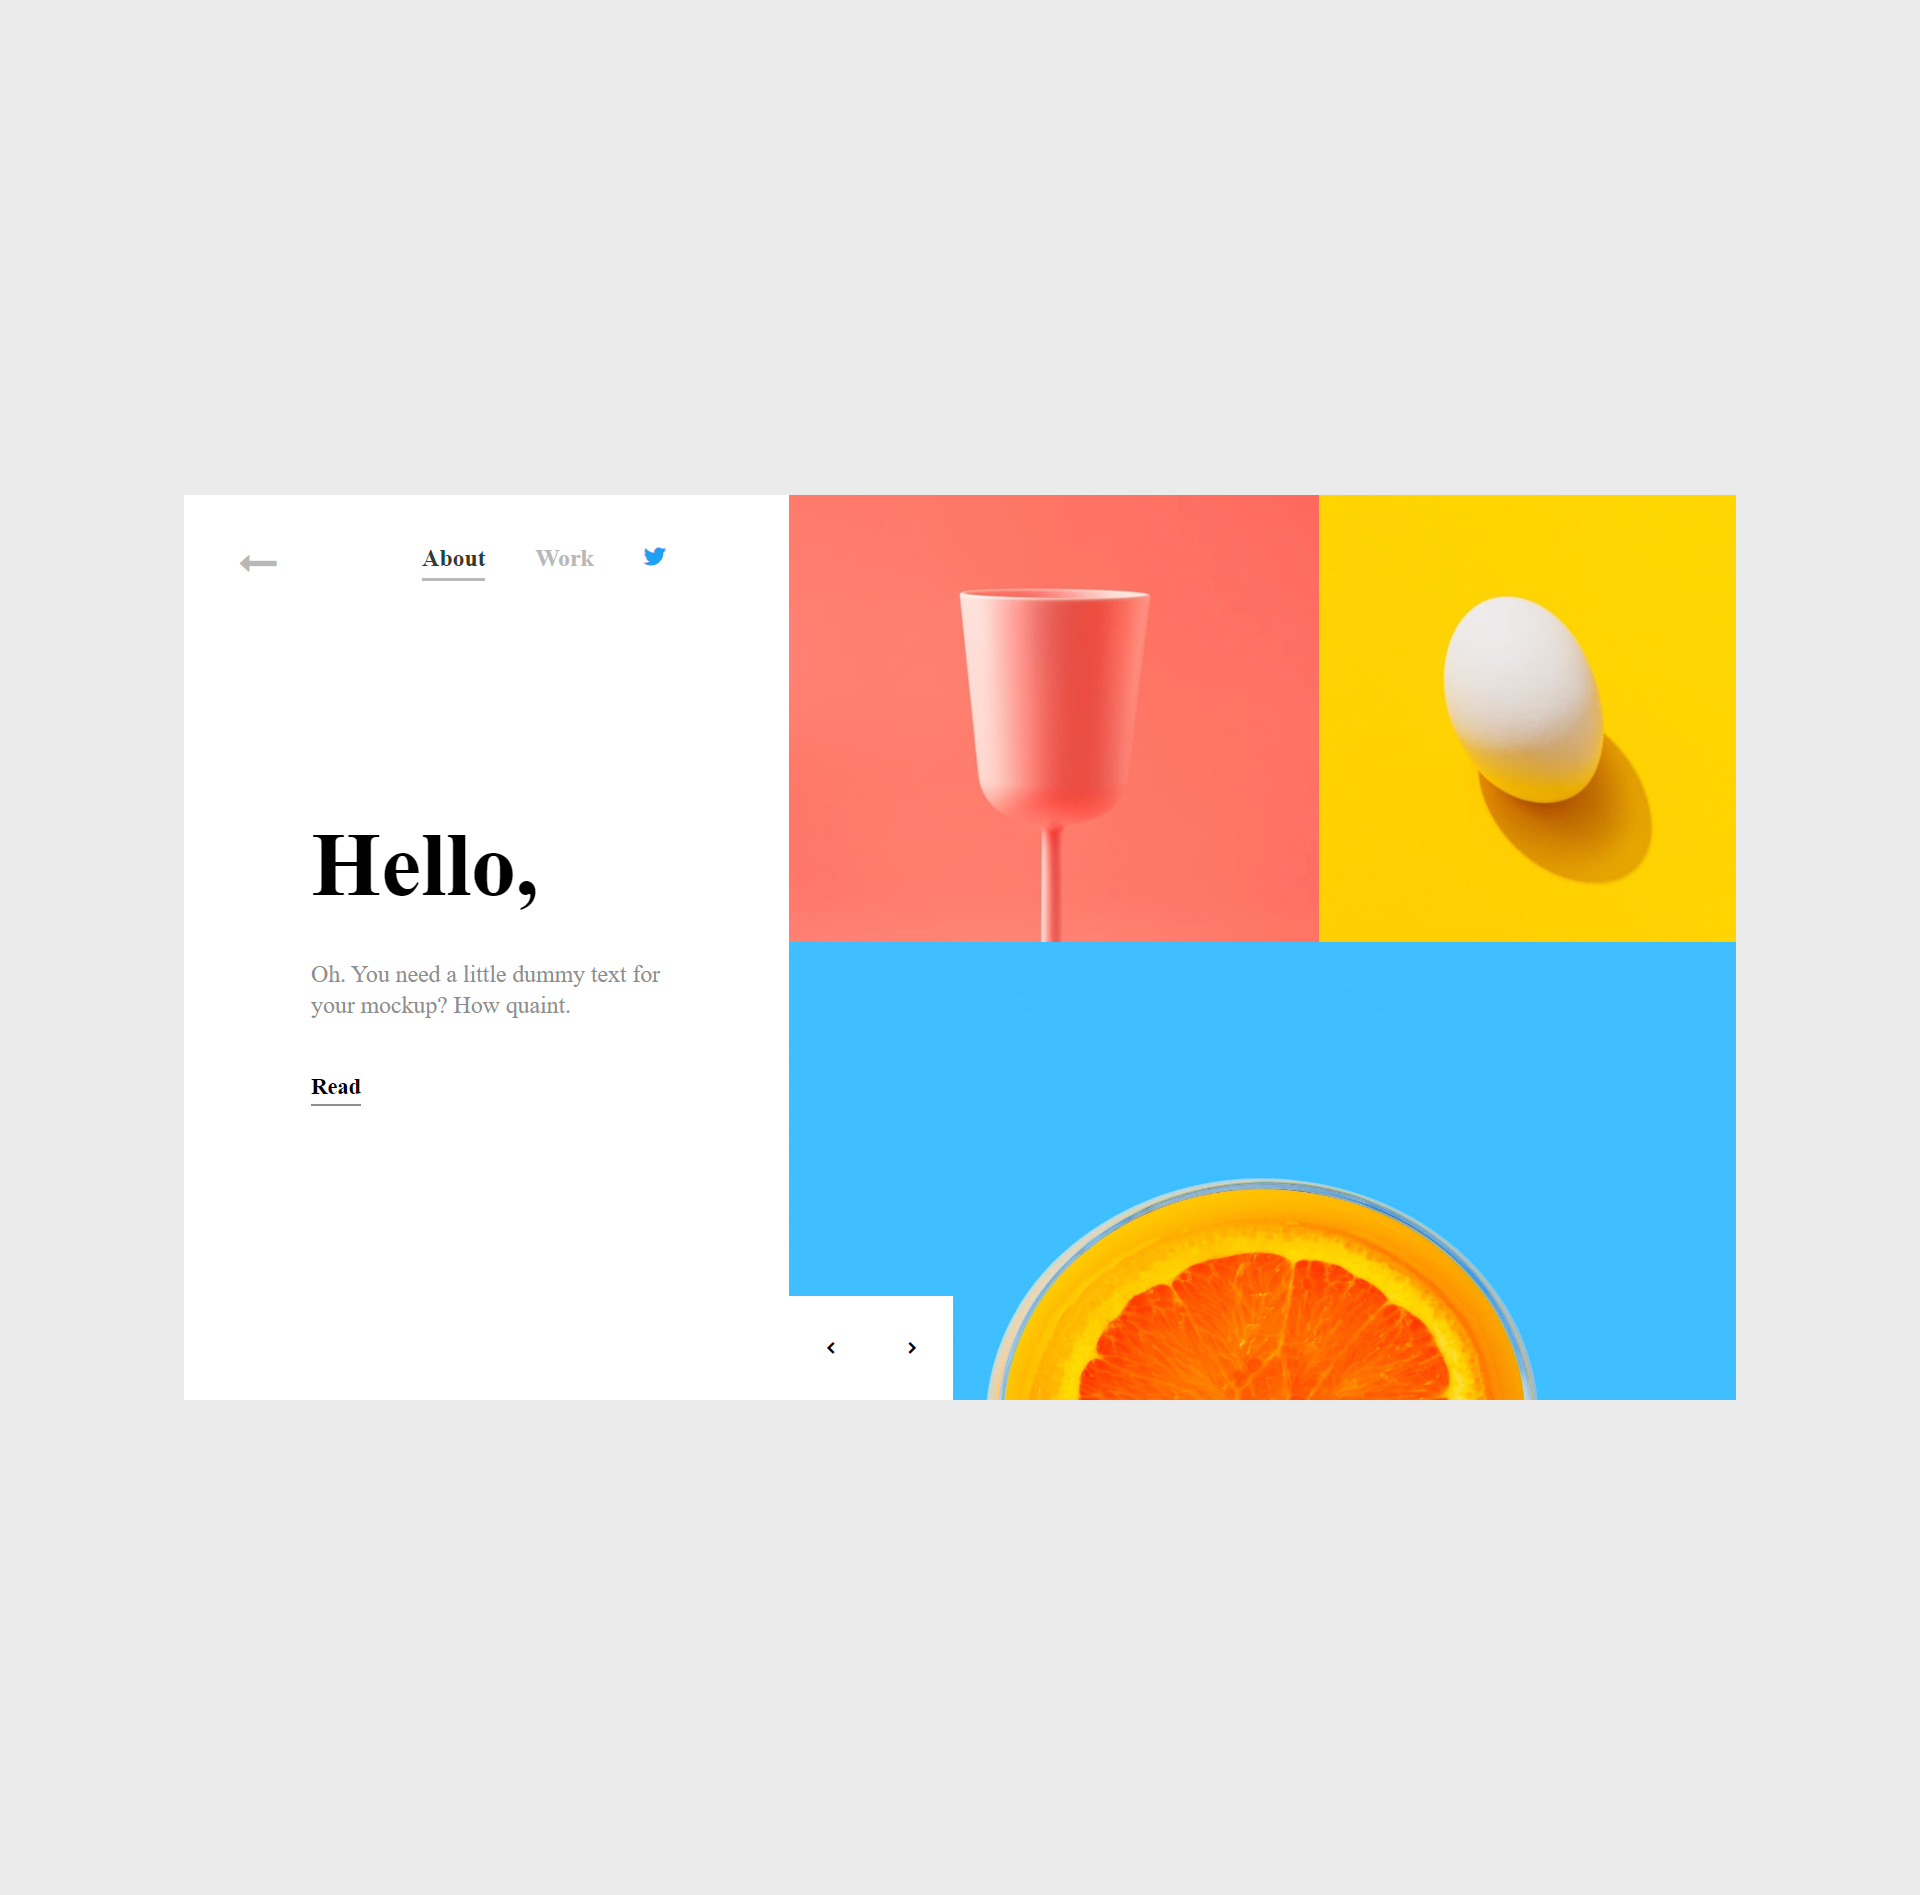 About Work
Hello,
Oh. You need a little dummy text for
your mockup? How quaint.
Read